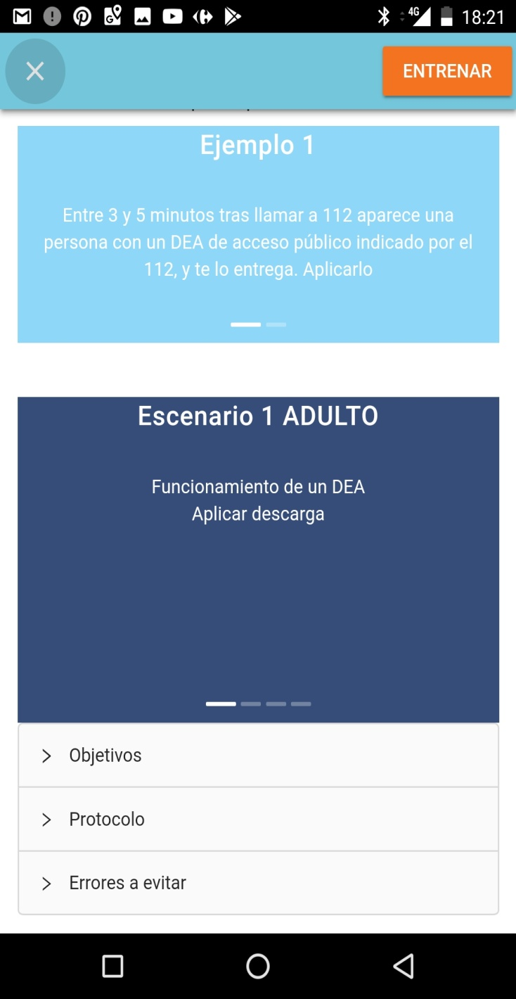 18:21
4G
ENTRENAR
Ejemplo 1
Entre 3 y 5 minutos tras llamar a 112 aparece una
persona con un DEA de acceso público indicado por el
112, y te lo entrega. Aplicarlo
Escenario 1 ADULTO
Funcionamiento de un DEA
Aplicar descarga
Objetivos
Protocolo
Errores a evitar